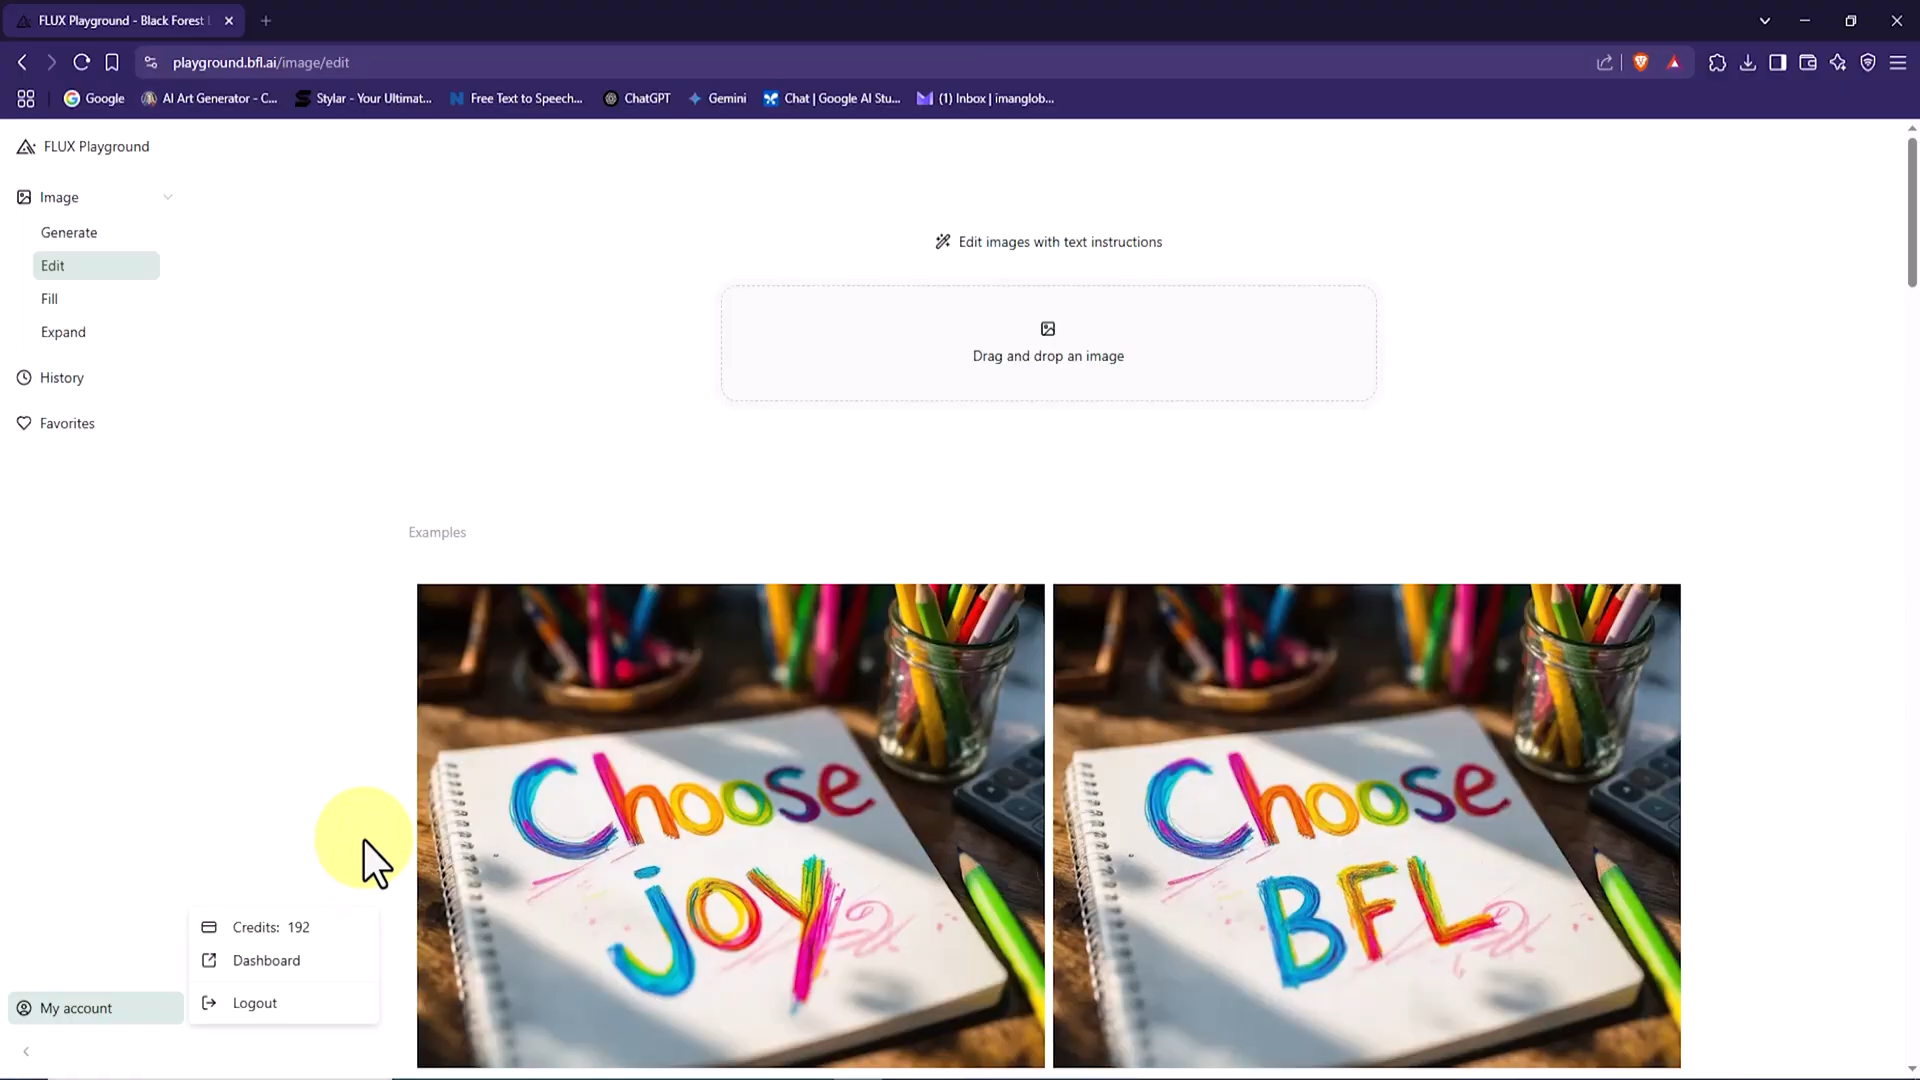 FLUX Playground - Black Forest
playground.bfl.ai/image/edit
Google
AI Art Generator - C...
Stylar - Your Ultimat...
Free Text to Speech...
ChatGPT
Gemini
Chat | Google AI Stu...
(1) Inbox | imanglob...
FLUX Playground
Image
Generate
Edit
Fill
Expand
History
Favorites
Edit images with text instructions
Drag and drop an image
Examples
Choose
joy
Choose
BFL
Credits: 192
Dashboard
Logout
My account